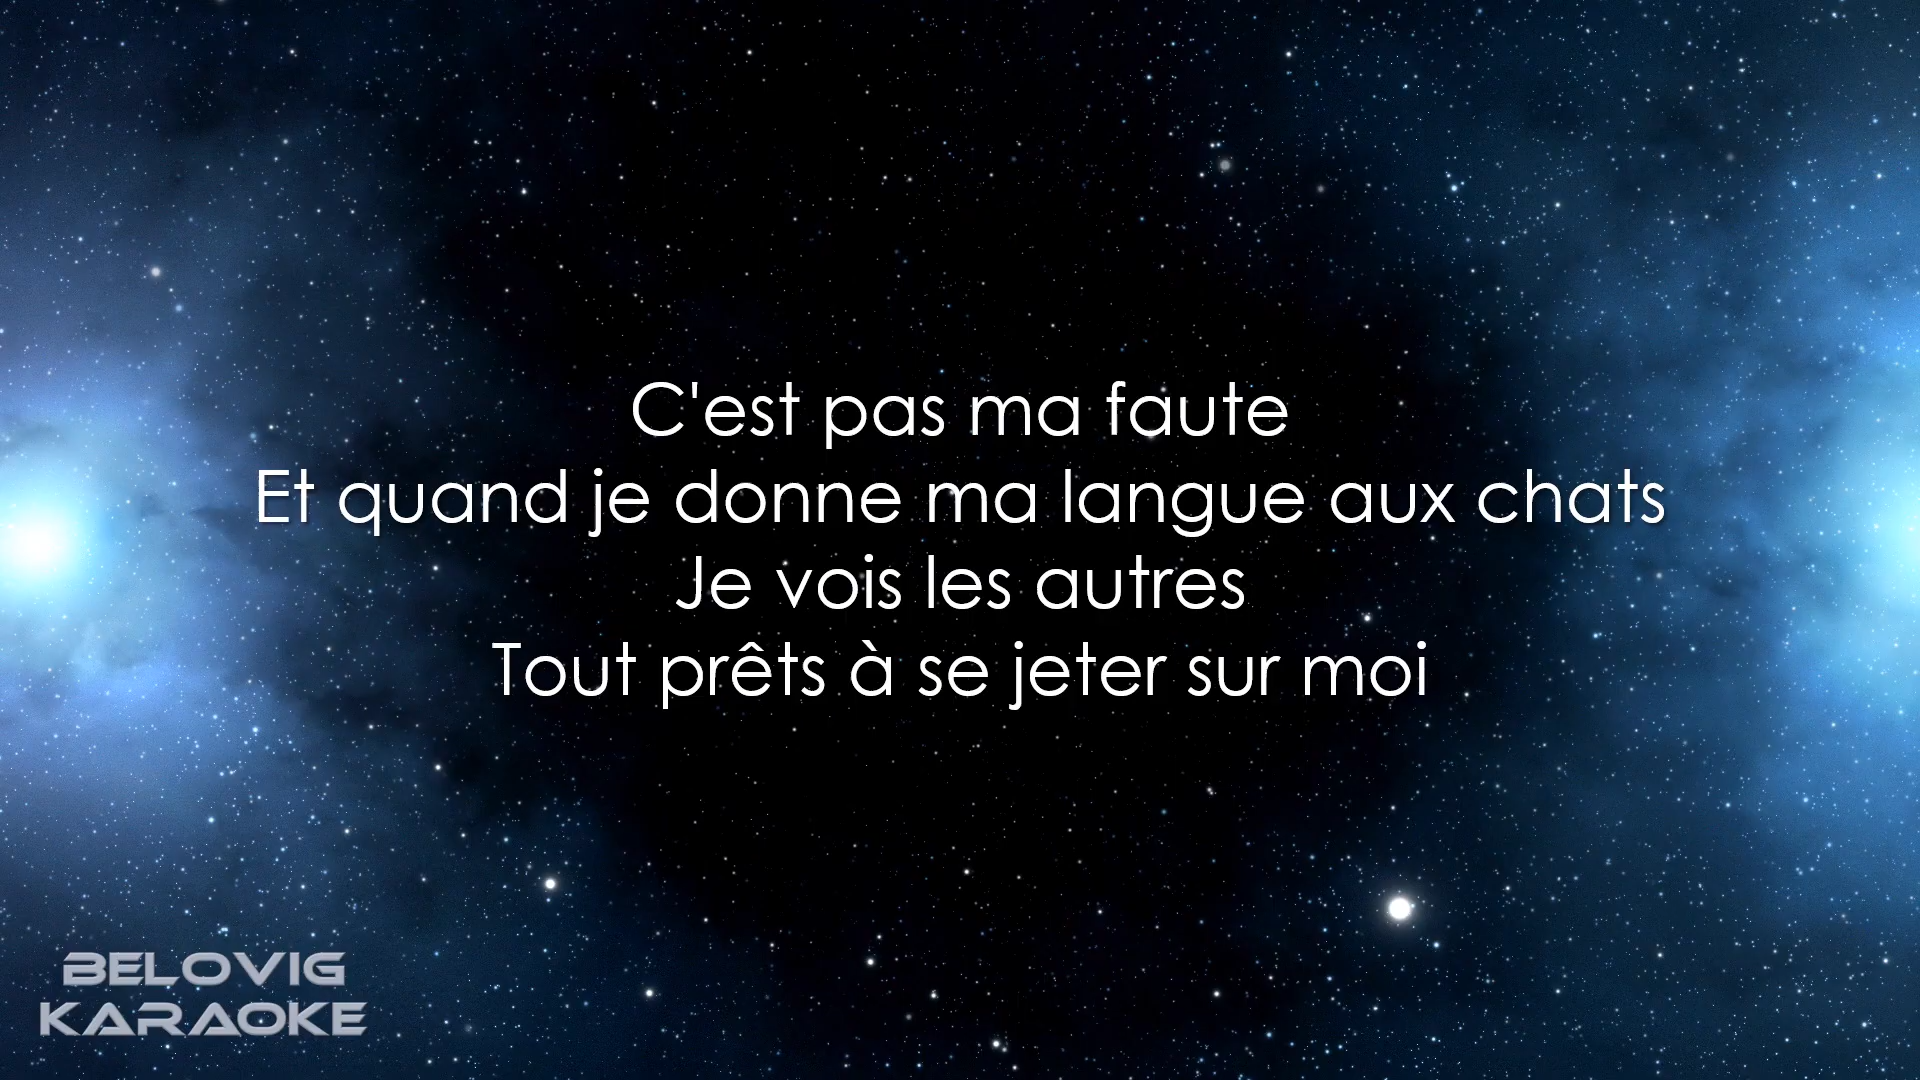 C'est pas ma faute
Et quand je donne ma langue aux chats
Je vois les autres
Tout prêts à se jeter sur moi
BELOVIG
KARAOKE